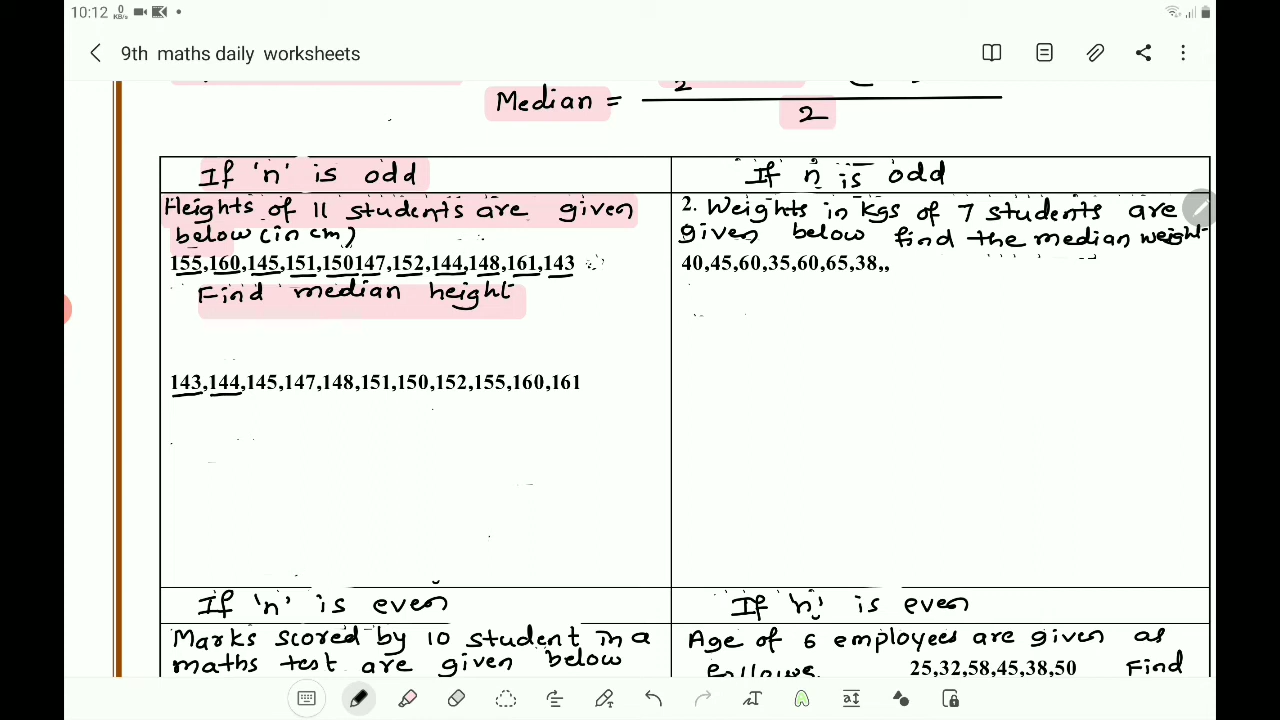 10:12 0 KB/s
9th maths daily worksheets
Median =
2
2
If 'n' is odd
Heights of 11 students are given
below (in cm)
155,160,145,151,150147,152,144,148,161,143
Find median height
143,144,145,147,148,151,150,152,155,160,161
If n is odd
2. Weights in kgs of 7 students are
given below find the median weight
40,45,60,35,60,65,38,,
If 'n' is even
Marks scored by 10 student in a
maths test are given below
If 'n' is even
Age of 6 employees are given as
follows. 25,32,58,45,38,50 Find